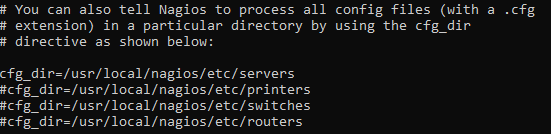 # You can also tell Nagios to process all config files (with a .cfg
# extension) in a particular directory by using the cfg_dir
# directive as shown below:
cfg_dir=/usr/local/nagios/etc/servers
#cfg_dir=/usr/local/nagios/etc/printers
#cfg_dir=/usr/local/nagios/etc/switches
#cfg_dir=/usr/local/nagios/etc/routers